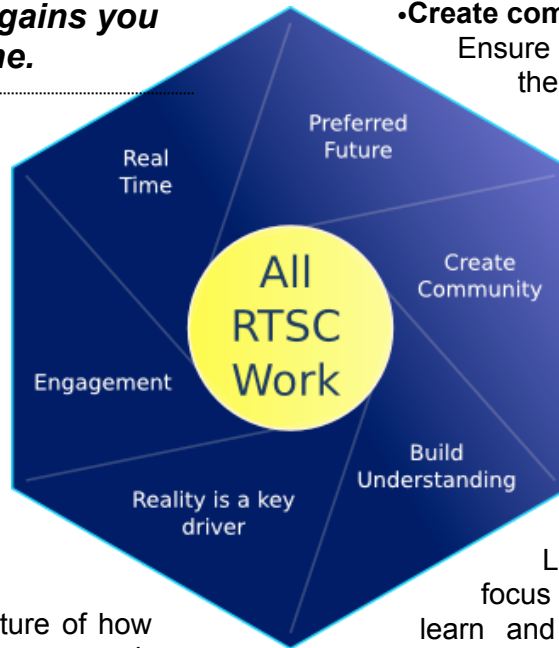 gains you
ne.
•Create com
Ensure
the
Preferred
Future
Real
Time
All
RTSC
Work
Create
Community
Engagement
Build
Understanding
Reality is a key
driver
L
focus
ture of how
learn and